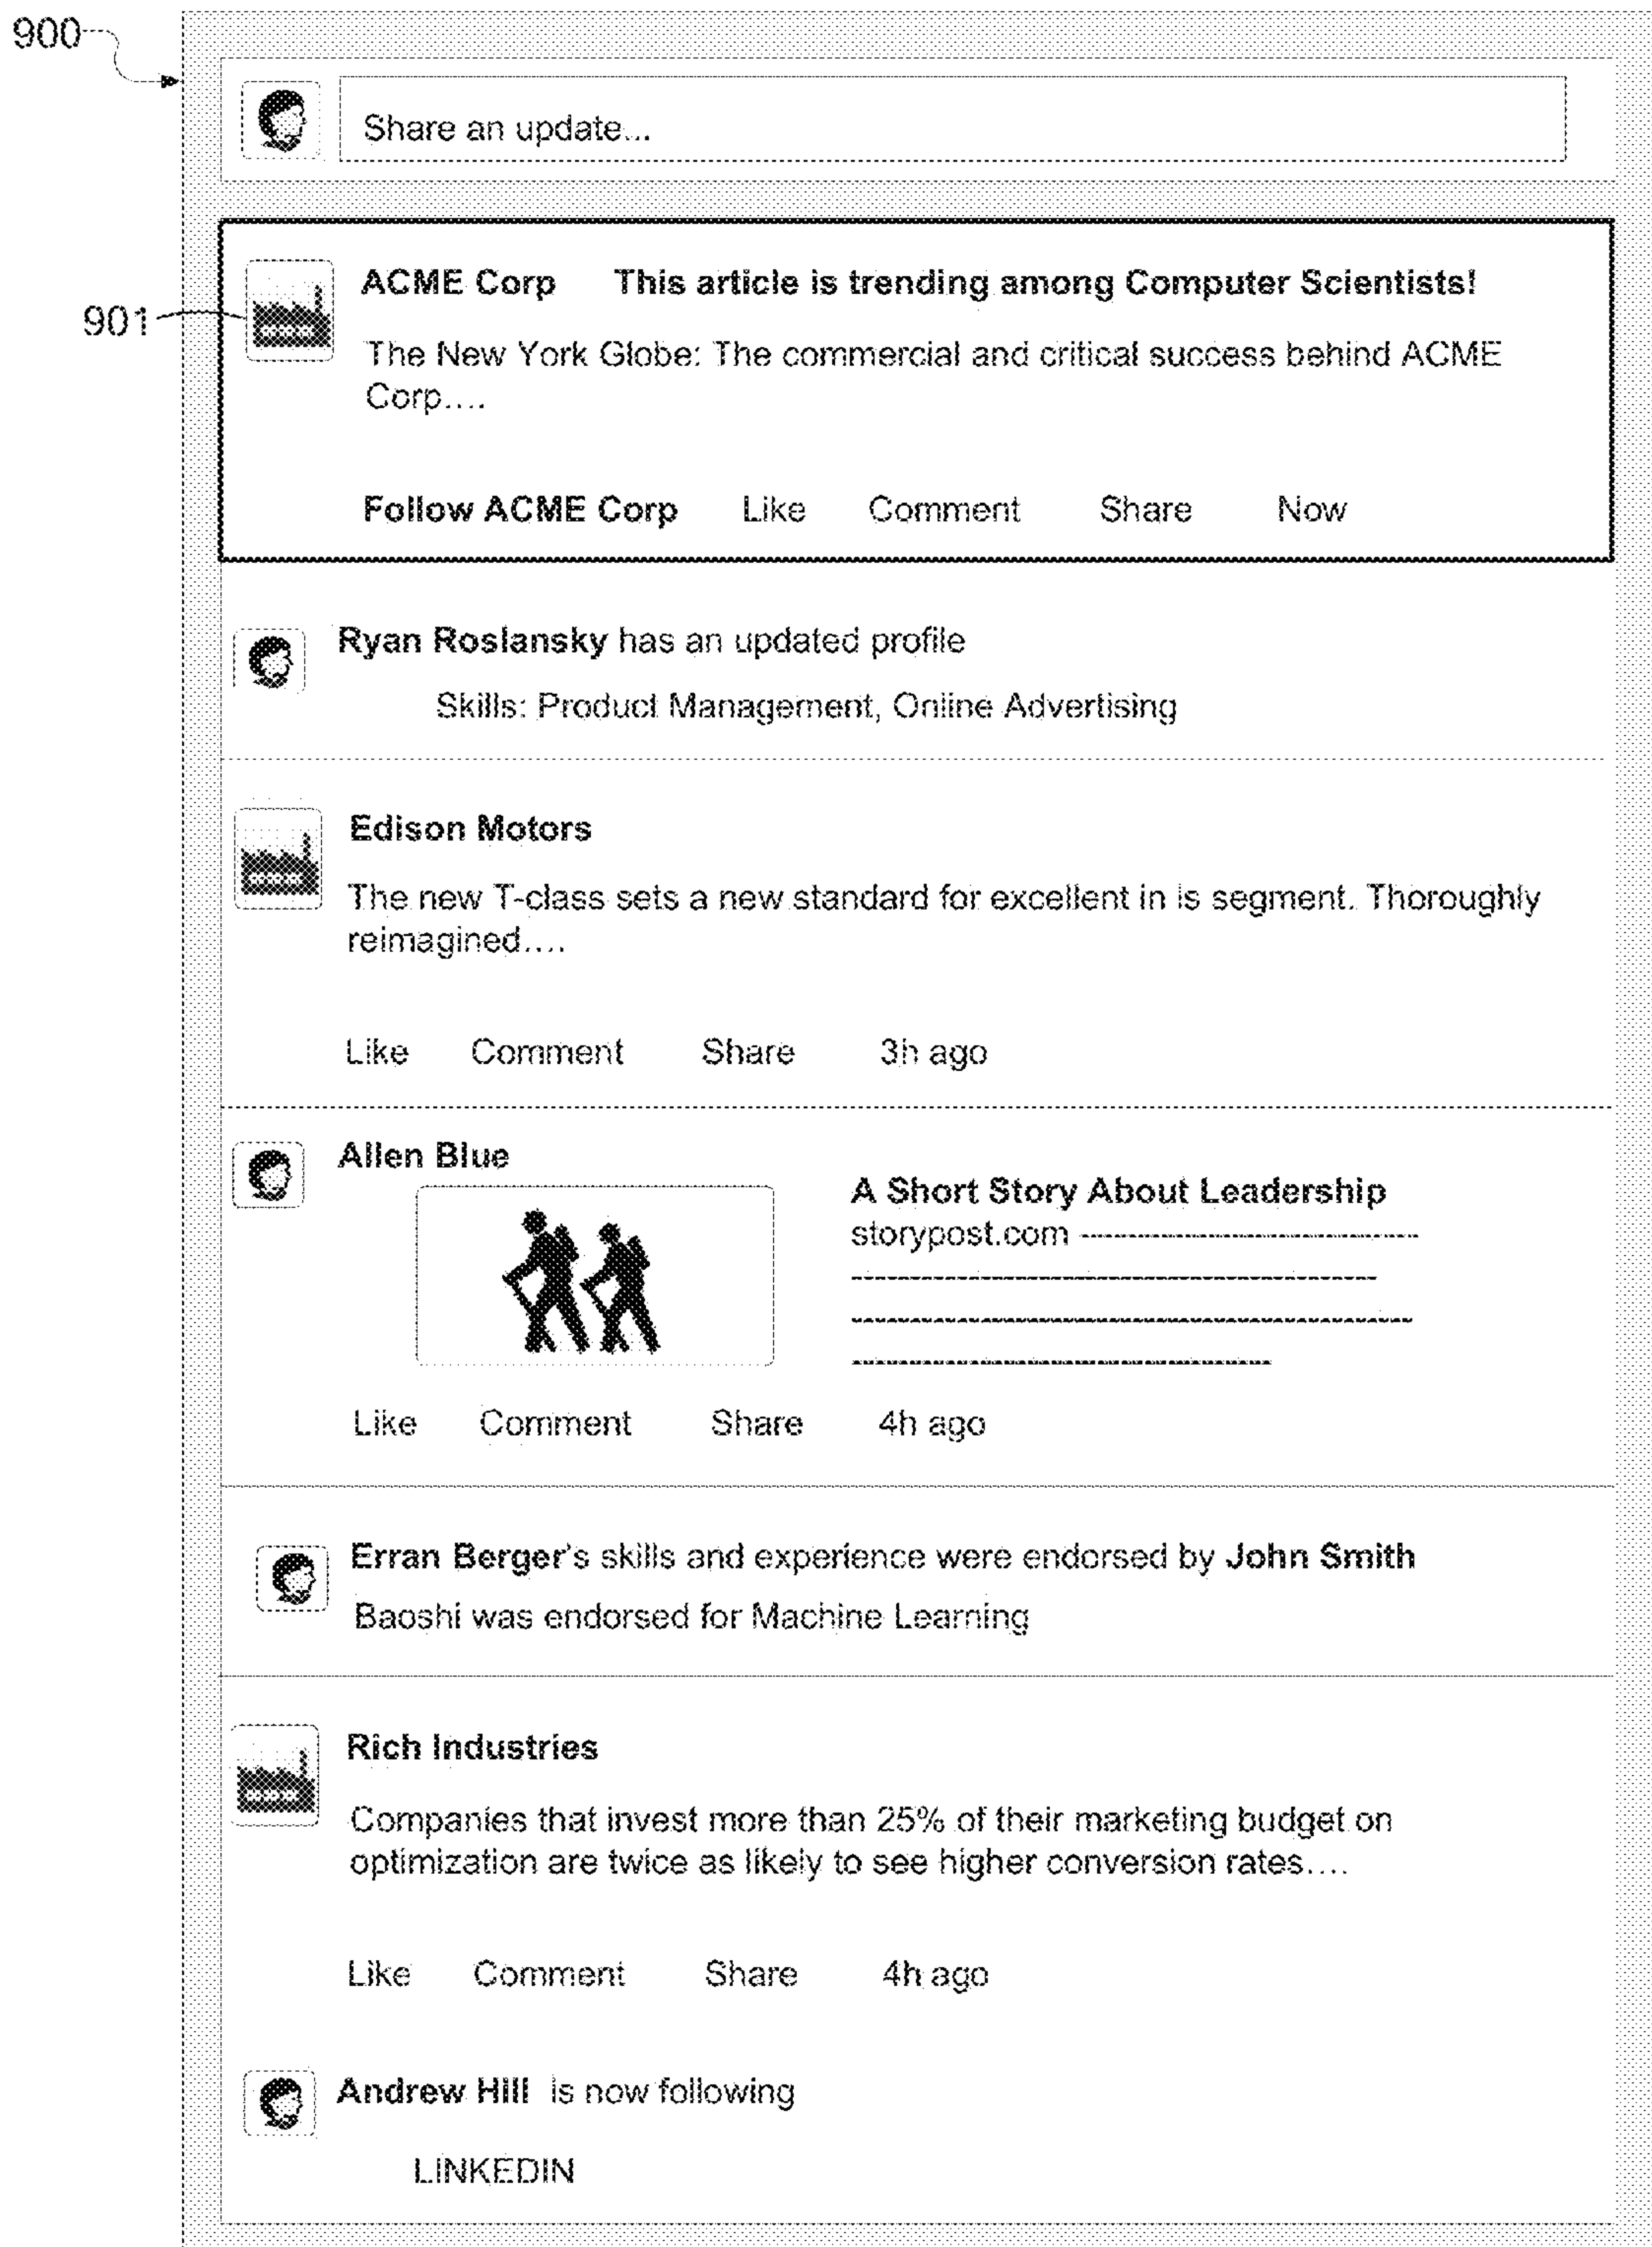 900
Share an update...
ACME Corp This article is trending among Computer Scientists!
901
The New York Globe: The commercial and critical success behind ACME
Corp....
Follow ACME Corp Like Comment Share Now
Ryan Roslansky has an updated profile
Skills: Product Management, Online Advertising
Edison Motors
The new T-class sets a new standard for excellent in is segment. Thoroughly
reimagined....
Like Comment Share 3h ago
Allen Blue
A Short Story About Leadership
storypost.com
Like Comment Share 4h ago
Erran Berger's skills and experience were endorsed by John Smith
Baoshi was endorsed for Machine Learning
Rich Industries
Companies that invest more than 25% of their marketing budget on
optimization are twice as likely to see higher conversion rates....
Like Comment Share 4h ago
Andrew Hill is now following
LINKEDIN